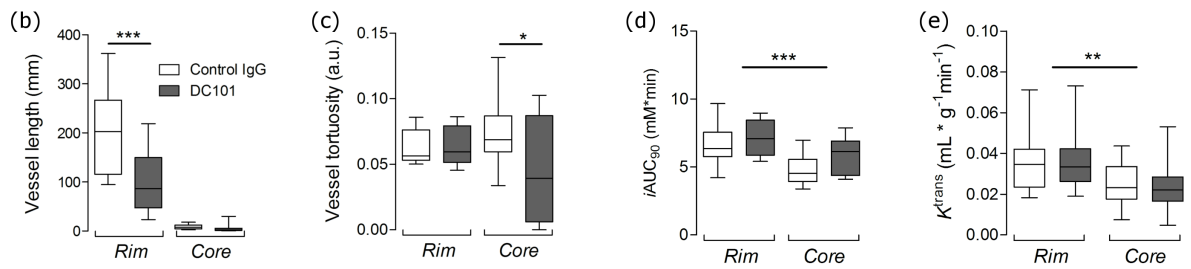 (b)
Vessel length (mm)
400
300
200
100
0
***
Control IgG
DC101
Rim
Core
(c)
Vessel tortuosity (a.u.)
0.15
0.10
0.05
0.00
*
Rim
Core
(d)
iAUC₉₀ (mM*min)
15
10
5
0
***
Rim
Core
(e)
Kᵗʳᵃⁿˢ
(mL * g⁻¹min⁻¹)
0.10
0.08
0.06
0.04
0.02
0.00
**
Rim
Core